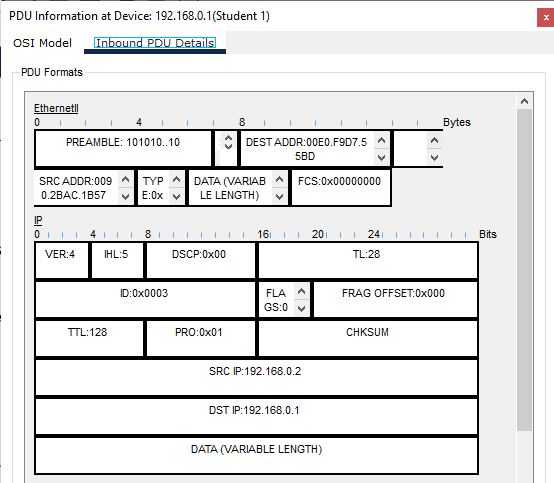 PDU Information at Device: 192.168.0.1(Student 1)
OSI Model Inbound PDU Details
PDU Formats
EthernetII
0 4 8 Bytes
PREAMBLE: 101010..10 DEST ADDR:00E0.F9D7.5
5BD
SRC ADDR:009 TYP DATA (VARIAB FCS:0x00000000
0.2BAC.1B57 E:0x LE LENGTH)
IP
0 4 8 16 20 24 Bits
VER:4 IHL:5 DSCP:0x00 TL:28
ID:0x0003 FLA FRAG OFFSET:0x000
GS:0
TTL:128 PRO:0x01 CHKSUM
SRC IP:192.168.0.2
DST IP:192.168.0.1
DATA (VARIABLE LENGTH)